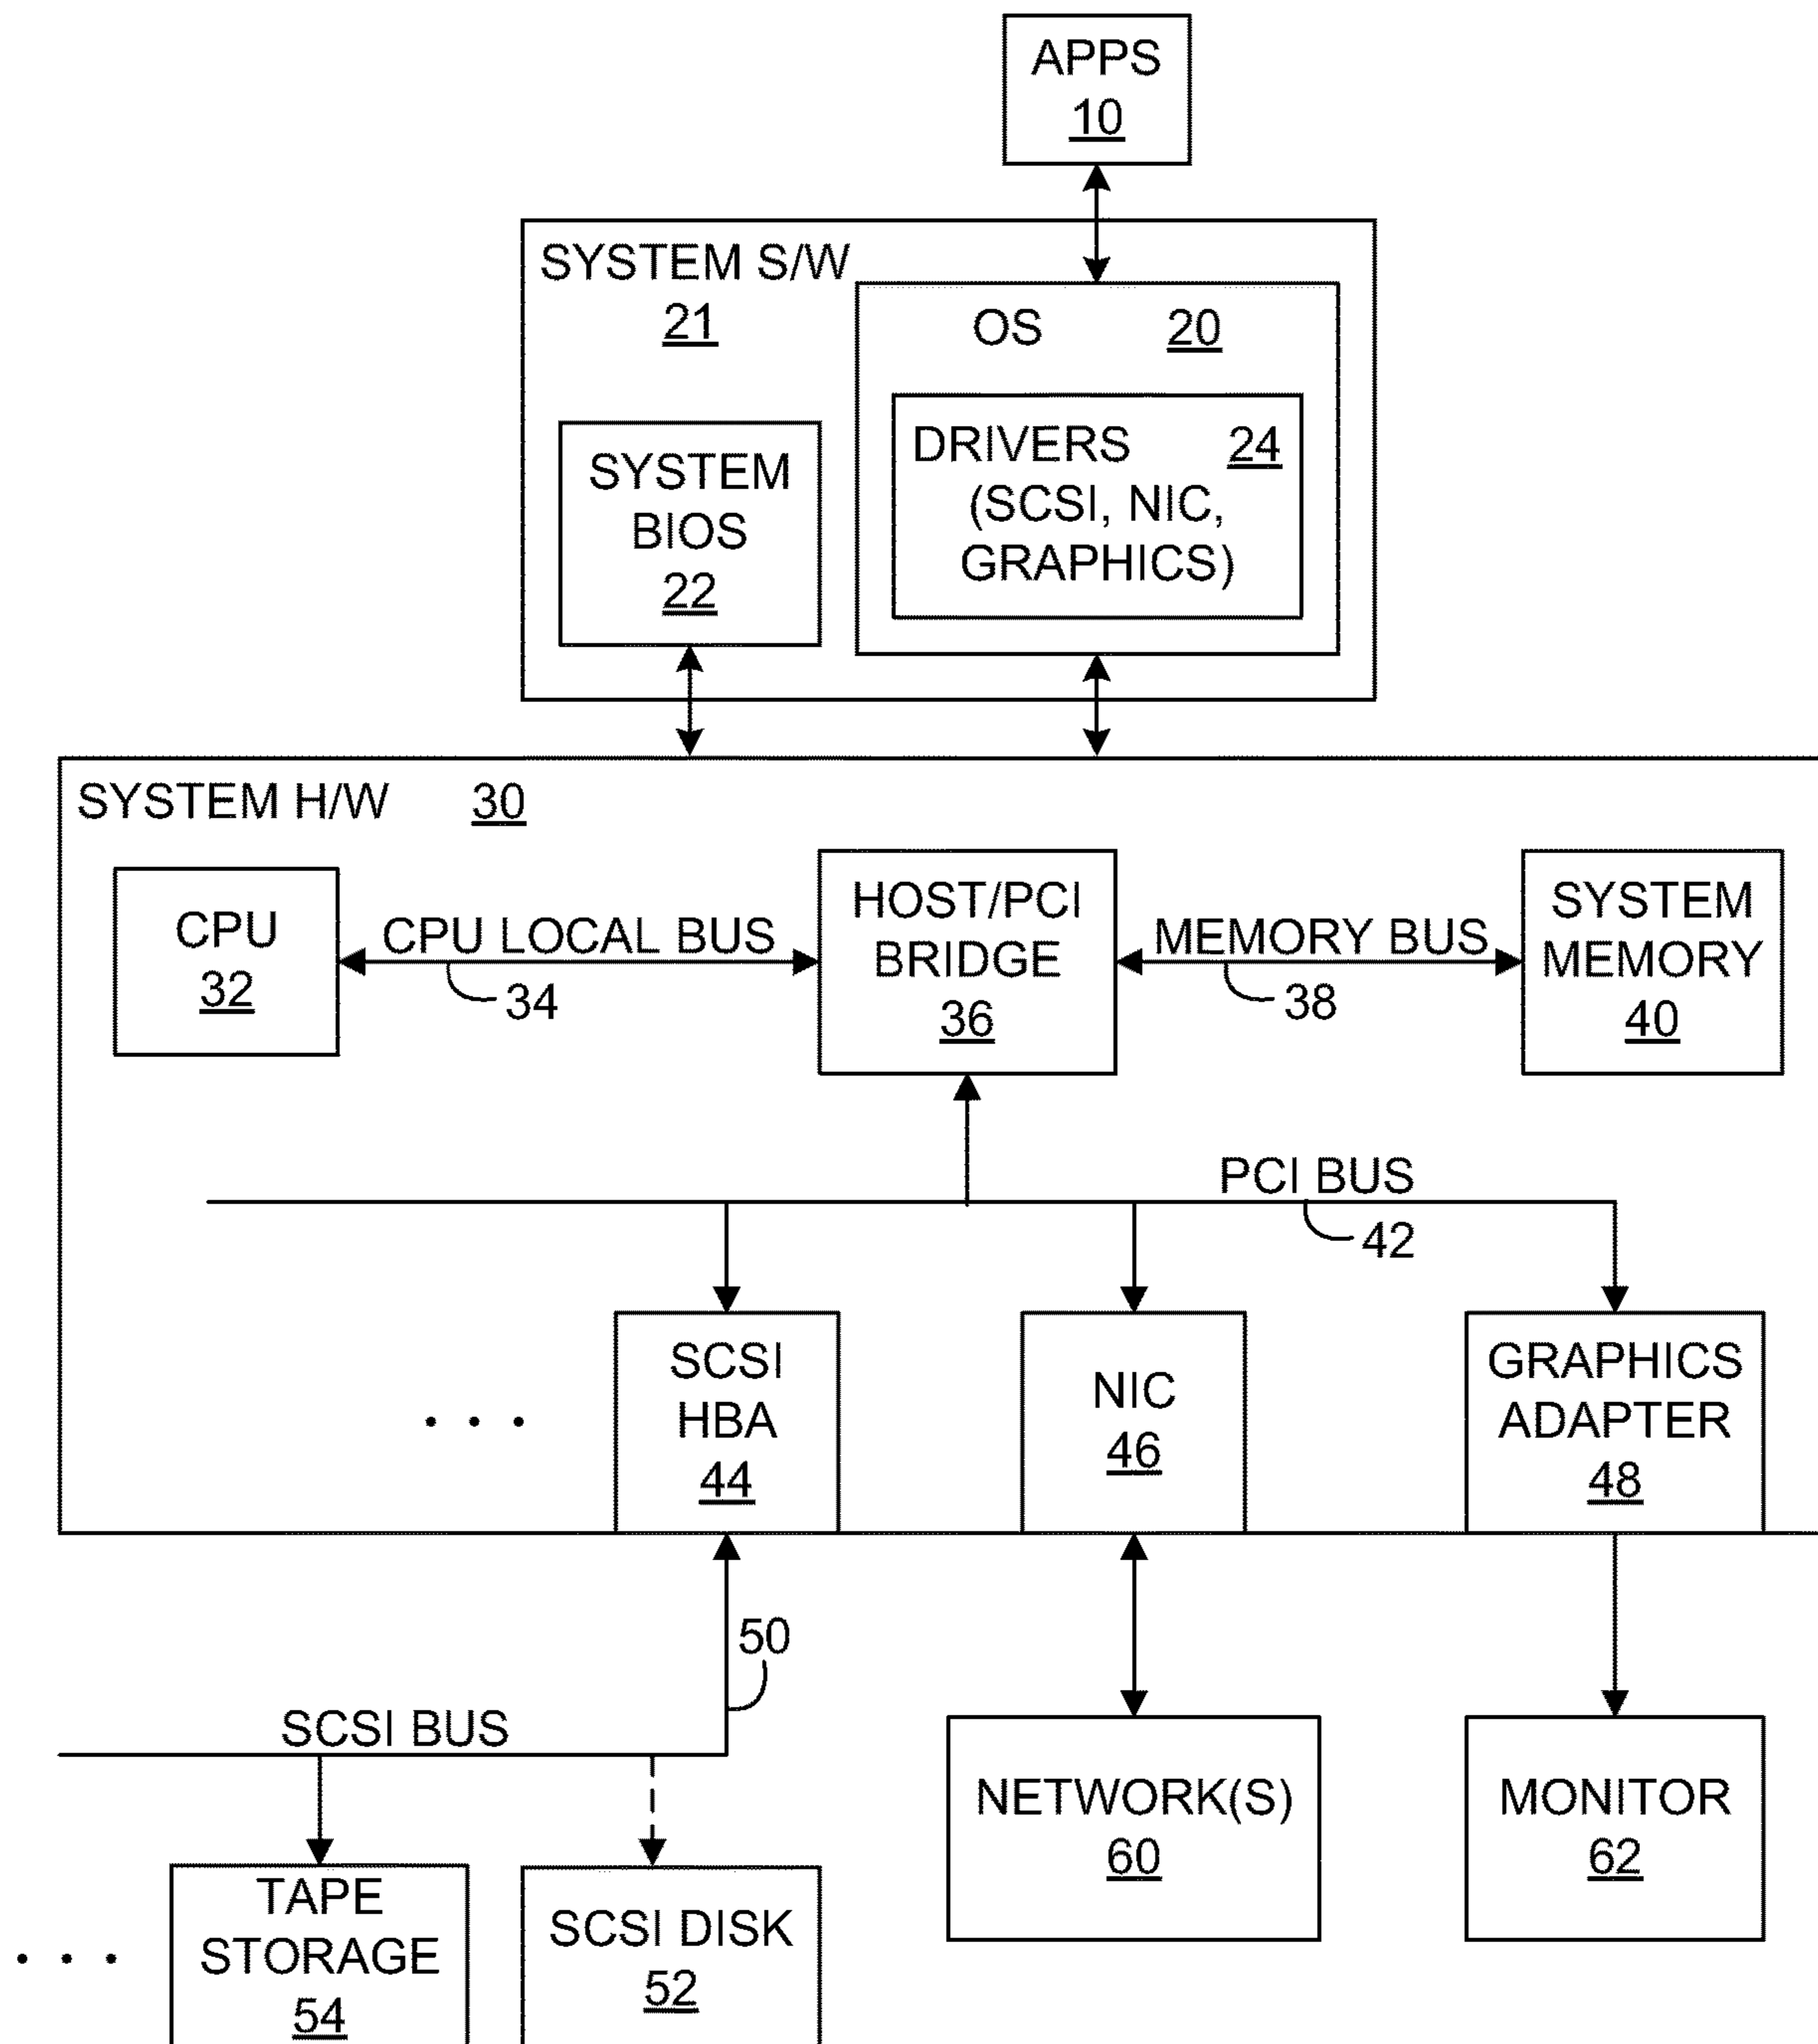 APPS
10
SYSTEM S/W
21
OS 20
DRIVERS 24
(SCSI, NIC,
GRAPHICS)
SYSTEM
BIOS
22
SYSTEM H/W 30
CPU
32
CPU LOCAL BUS
34
HOST/PCI
BRIDGE
36
MEMORY BUS
38
SYSTEM
MEMORY
40
PCI BUS
42
. . .
SCSI
HBA
44
NIC
46
GRAPHICS
ADAPTER
48
50
SCSI BUS
. . .
TAPE
STORAGE
54
SCSI DISK
52
NETWORK(S)
60
MONITOR
62